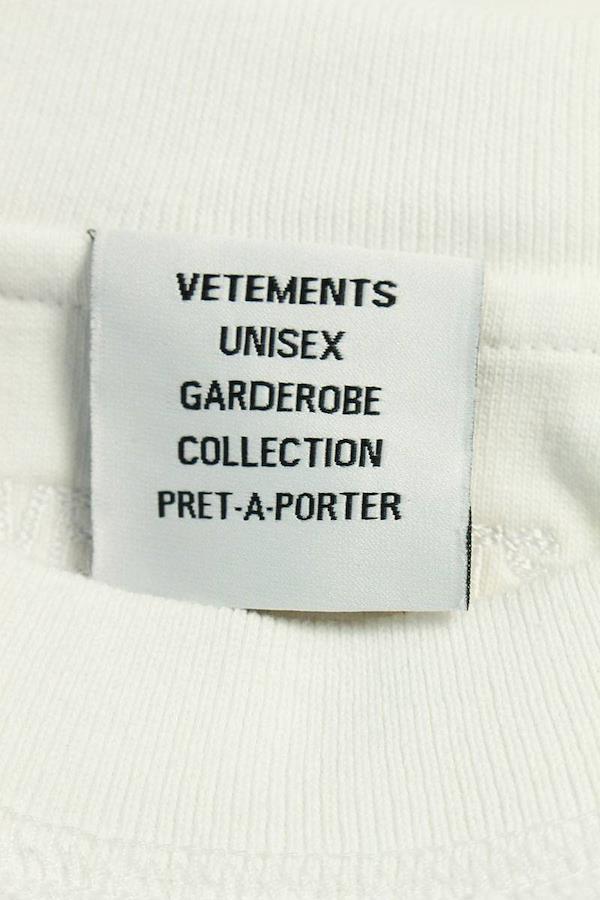 VETEMENTS
UNISEX
GARDEROBE
COLLECTION
PRET-A-PORTER